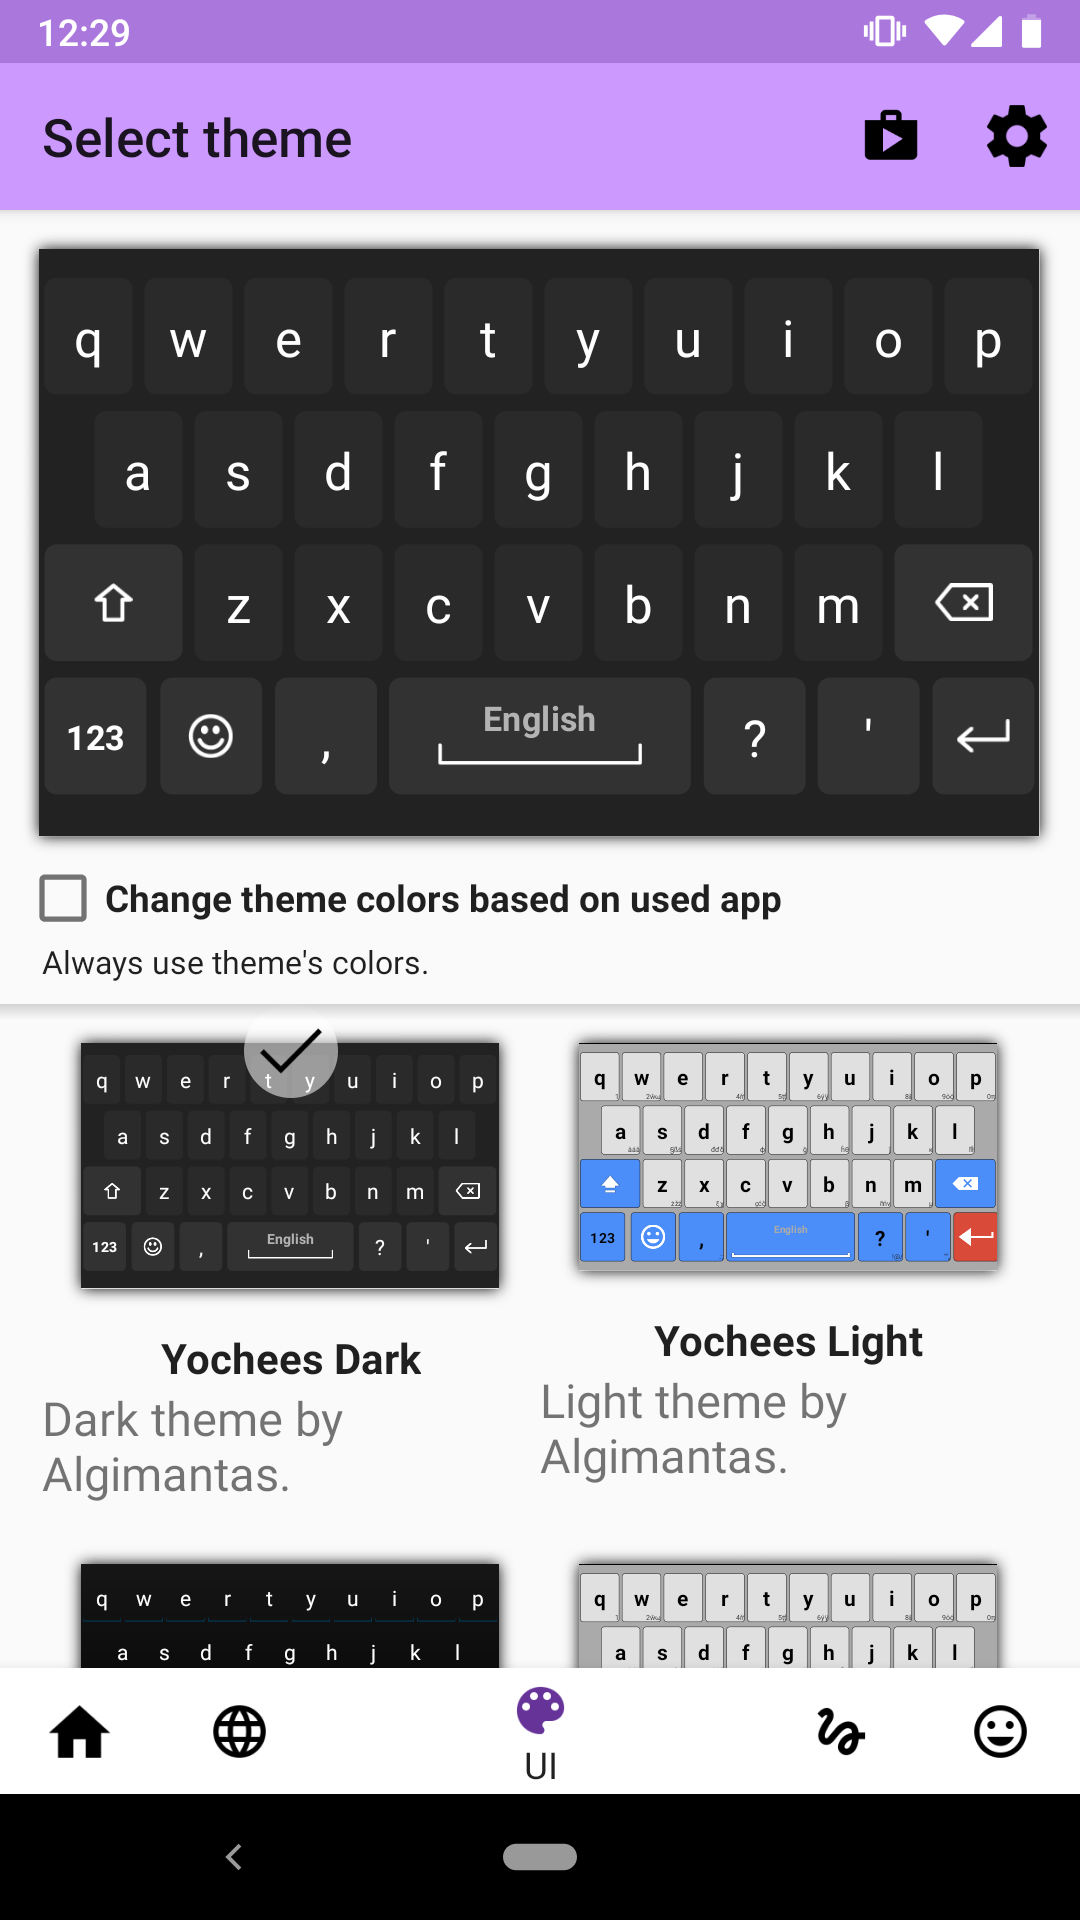 12:29
Select theme
q w e r t y u i o p
a s d f g h j k l
z x c v b n m
English
123 , ? '
Change theme colors based on used app
Always use theme's colors.
q w e r t y u i o p
a s d f g h j k l
z x c v b n m
123 , English ? '
q w e r t y u i o p
a s d f g h j k l
z x c v b n m
123 , English ? '
Yochees Dark
Dark theme by
Algimantas.
Yochees Light
Light theme by
Algimantas.
q w e r t y u i o p
a s d f g h j k l
q w e r t y u i o p
a s d f g h j k l
UI